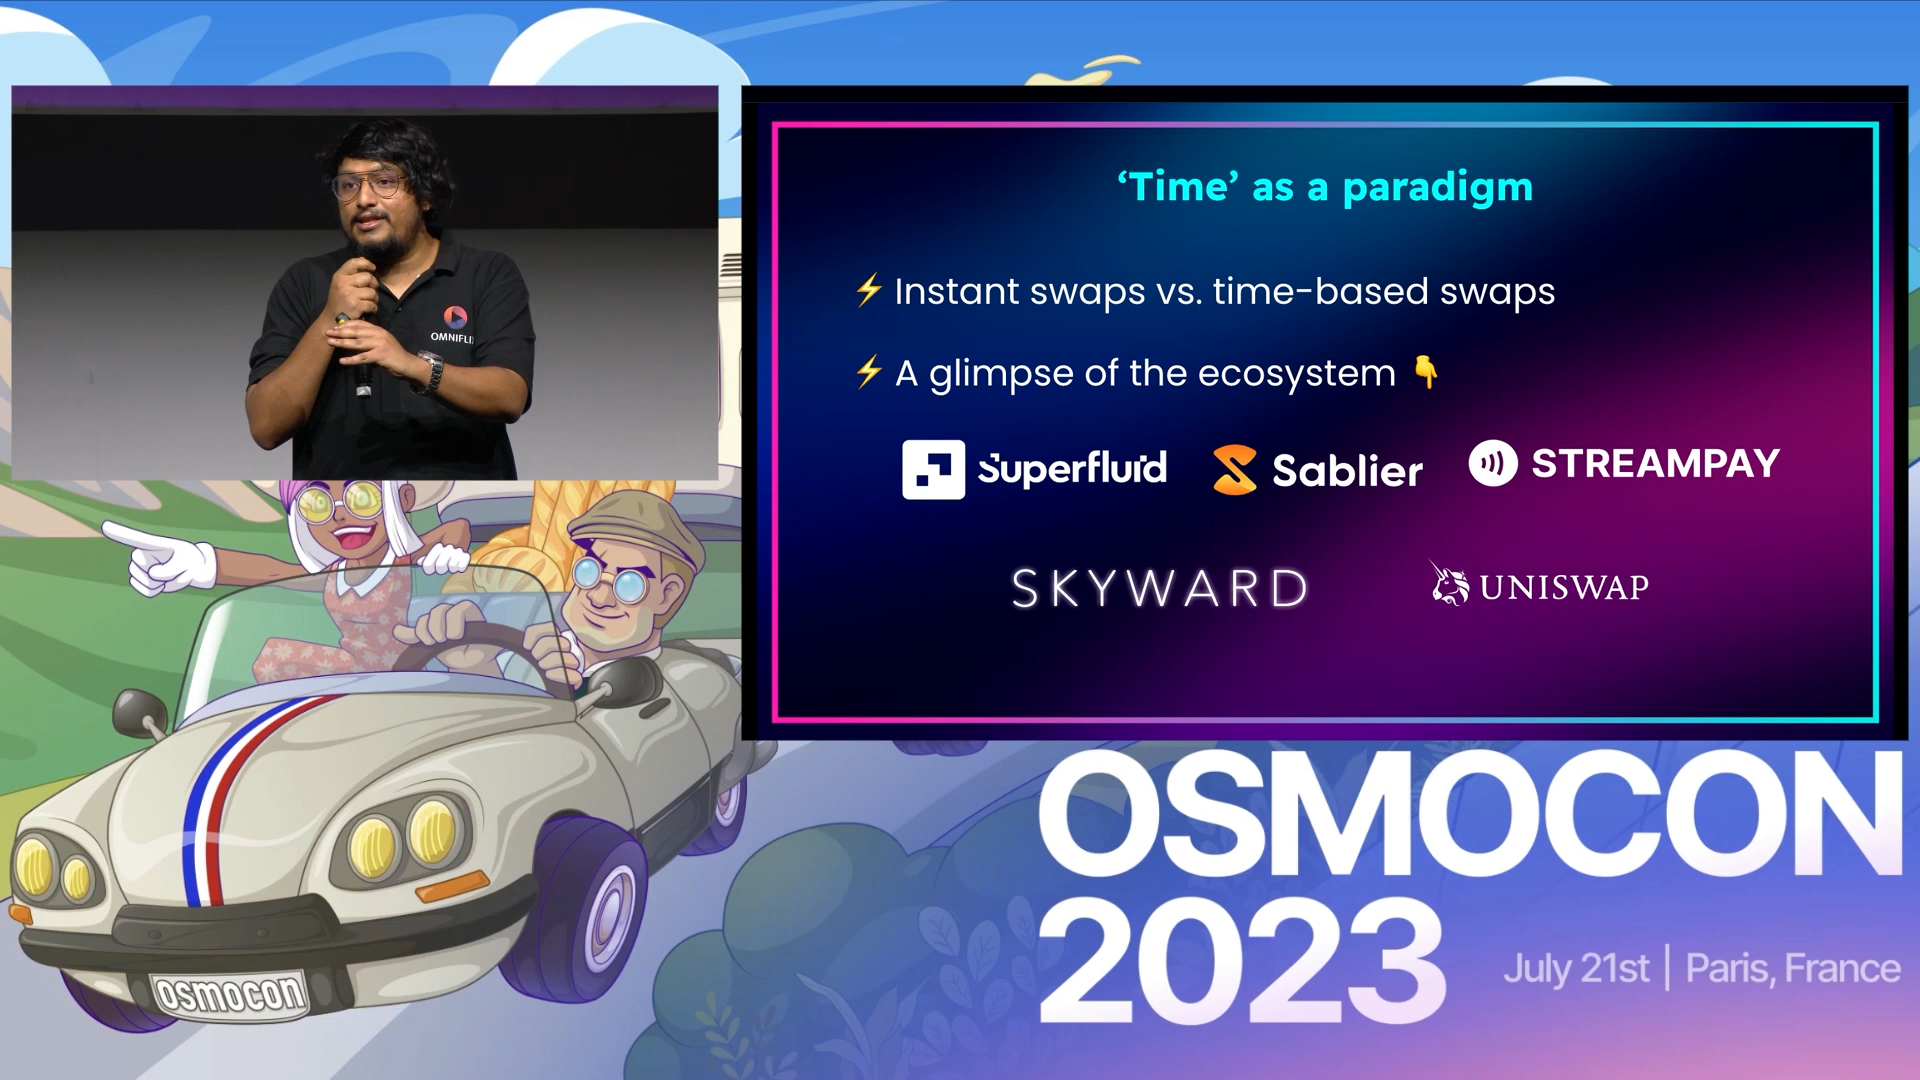 OMNIFLI
‘Time’ as a paradigm
⚡ Instant swaps vs. time-based swaps
⚡ A glimpse of the ecosystem 👇
Superfluid
Sablier
STREAMPAY
SKYWARD
UNISWAP
osmocon
OSMOCON
2023
July 21st | Paris, France